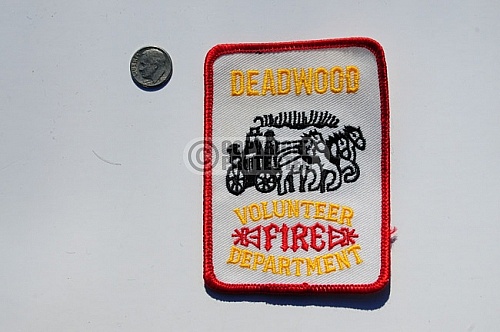 DEADWOOD
VOLUNTEER
FIRE
DEPARTMENT